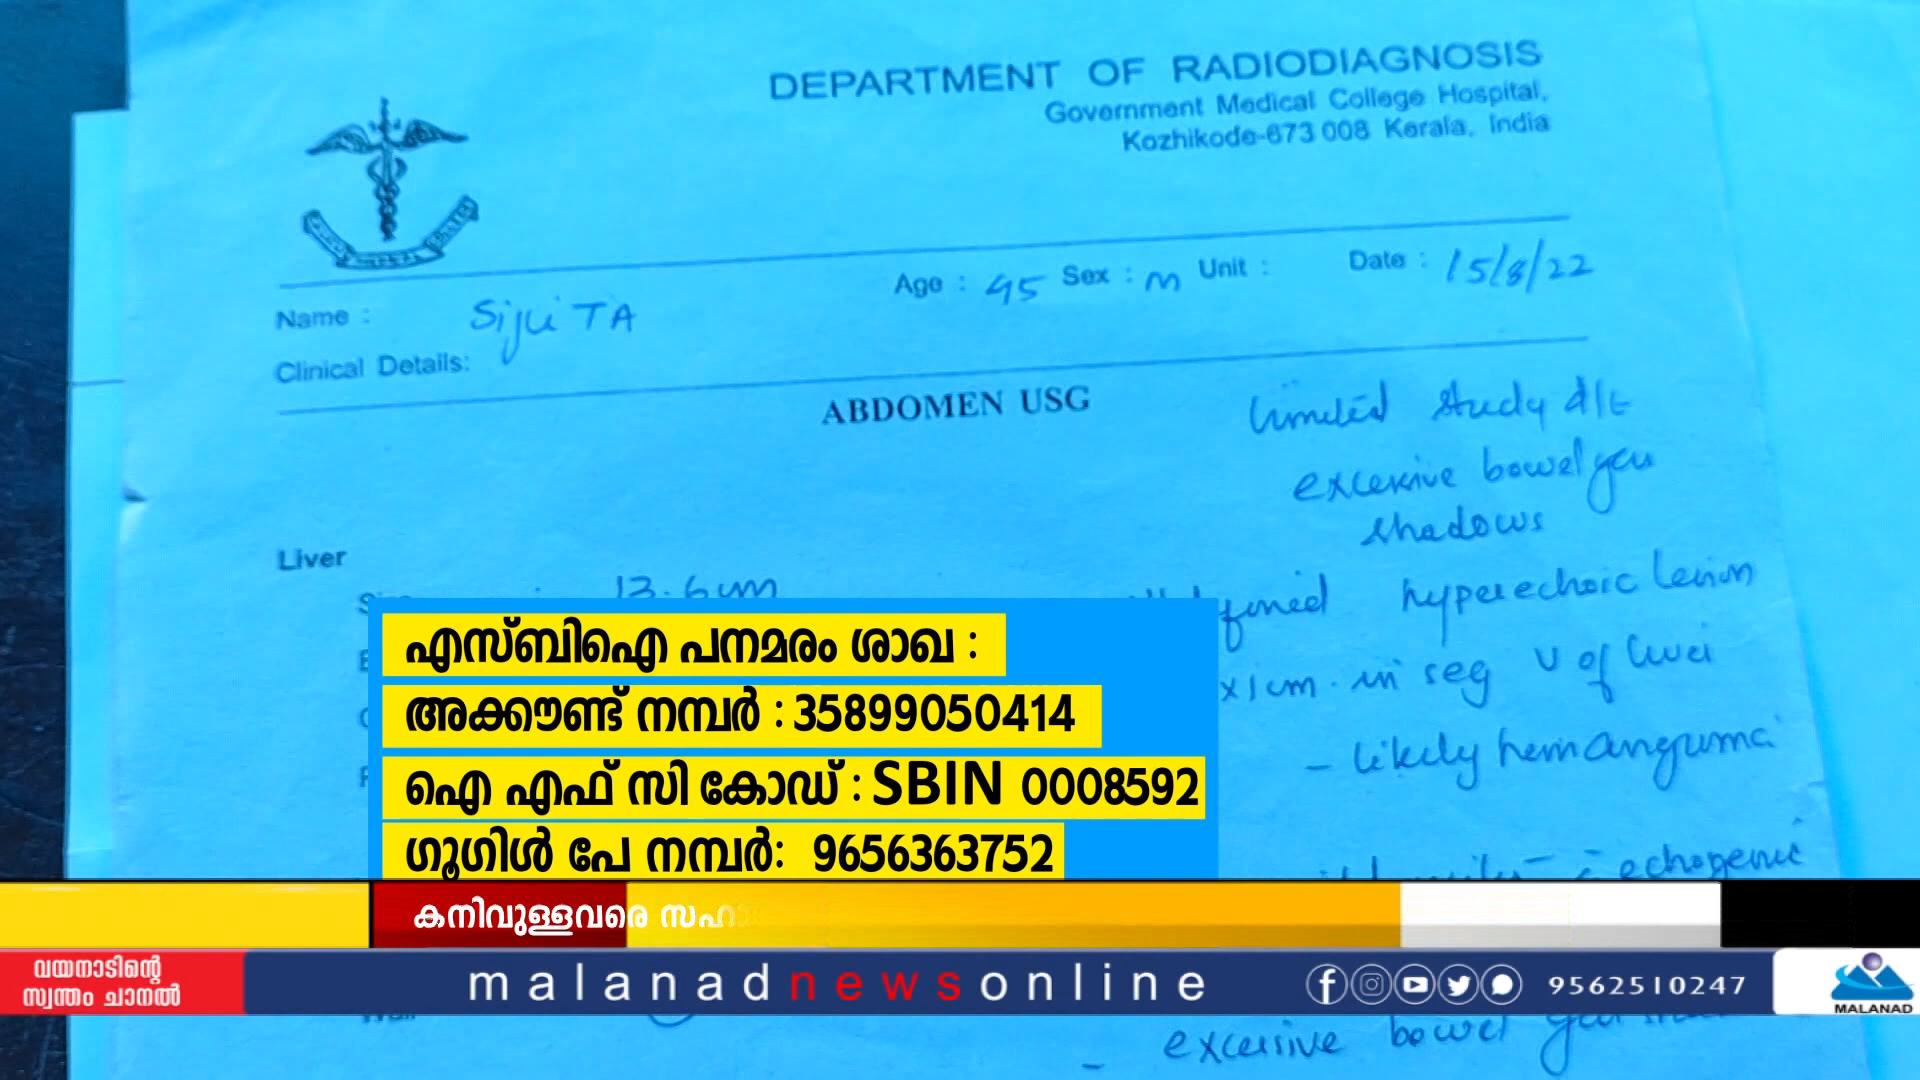 DEPARTMENT OF RADIODIAGNOSIS
Government Medical College Hospital,
Kozhikode-673 008 Kerala, India
Name : Siju TA Age : 45 Sex : M Unit : Date : 15/8/22
Clinical Details:
ABDOMEN USG
limited study d/t
excessive bowel gas
shadows
Liver
13.6cm
hyperechoic lesion
x1cm in seg V of liver
- likely hemangioma
എസ്ബിഐ പനമരം ശാഖ :
അക്കൗണ്ട് നമ്പർ : 35899050414
ഐ എഫ് സി കോഡ് : SBIN 0008592
ഗൂഗിൾ പേ നമ്പർ: 9656363752
echogenic
കനിവുള്ളവരെ
വയനാടിന്റെ
സ്വന്തം ചാനൽ
malanadnewsonline
9562510247
MALANAD
- excessive bowel gas